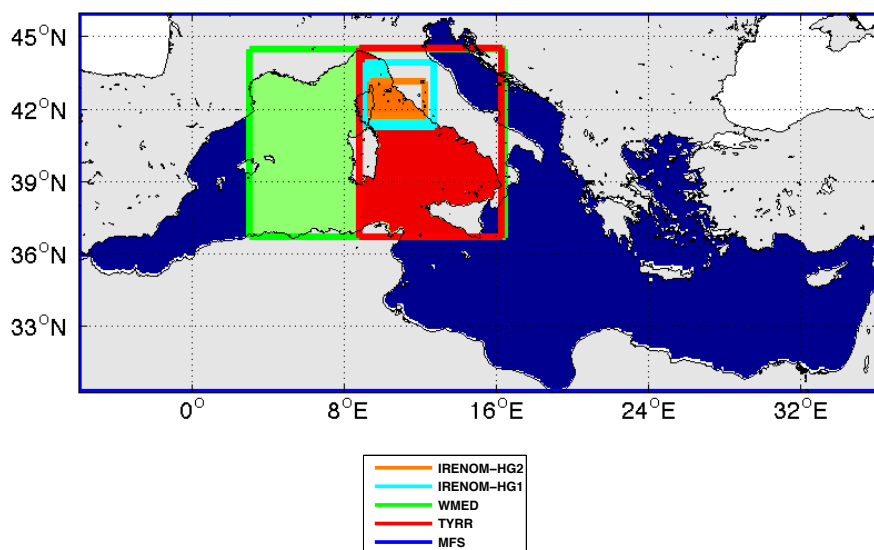 45°N
42°N
39°N
36°N
33°N
0° 8°E 16°E 24°E 32°E
IRENOM-HG2
IRENOM-HG1
WMED
TYRR
MFS